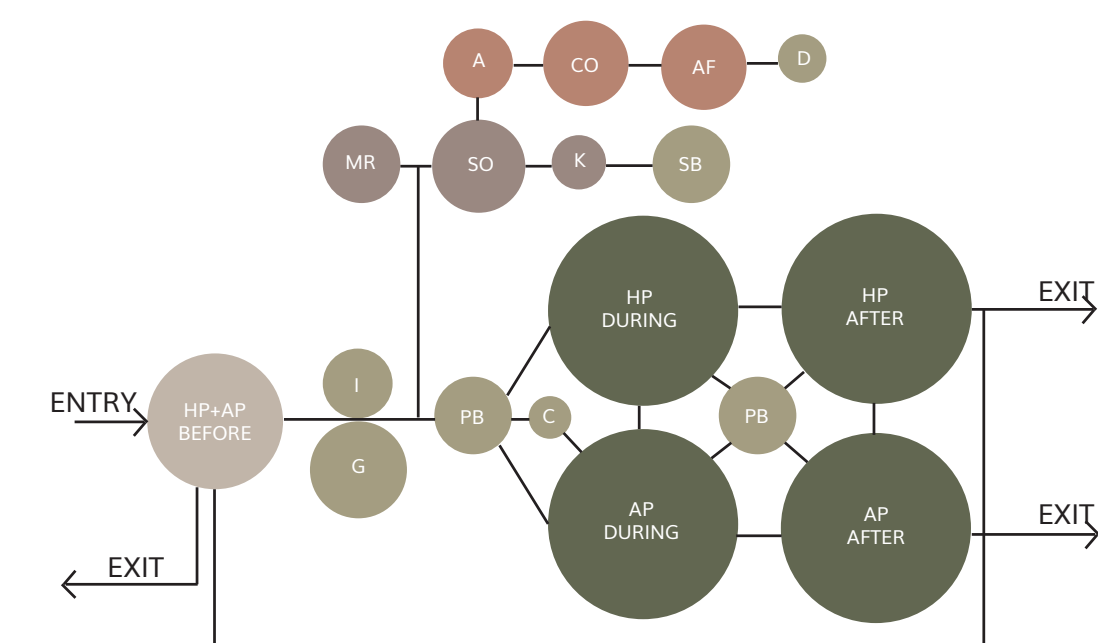 A
CO
AF
D
MR
SO
K
SB
HP
DURING
HP
AFTER
EXIT
ENTRY
HP+AP
BEFORE
I
G
PB
C
PB
AP
DURING
AP
AFTER
EXIT
EXIT